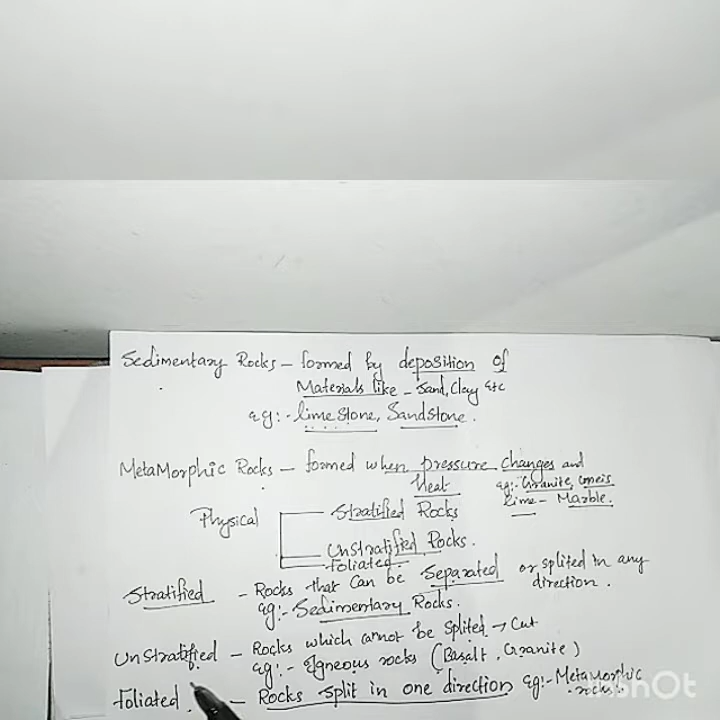 Sedimentary Rocks – formed by deposition of
Materials like – Sand, Clay etc
eg:- lime stone, Sandstone.
MetaMorphic Rocks – formed when pressure changes and
Heat
eg:- Granite, Gneis
Lime – Marble.
Physical
Stratified Rocks
Unstratified Rocks.
foliated.
Stratified – Rocks that can be Separated or splited in any
direction.
eg:- Sedimentary Rocks.
UnStratified – Rocks which cannot be splited → Cut
eg:- Igneous rocks (Basalt, Granite)
foliated. – Rocks split in one direction eg:- Metamorphic
rocks